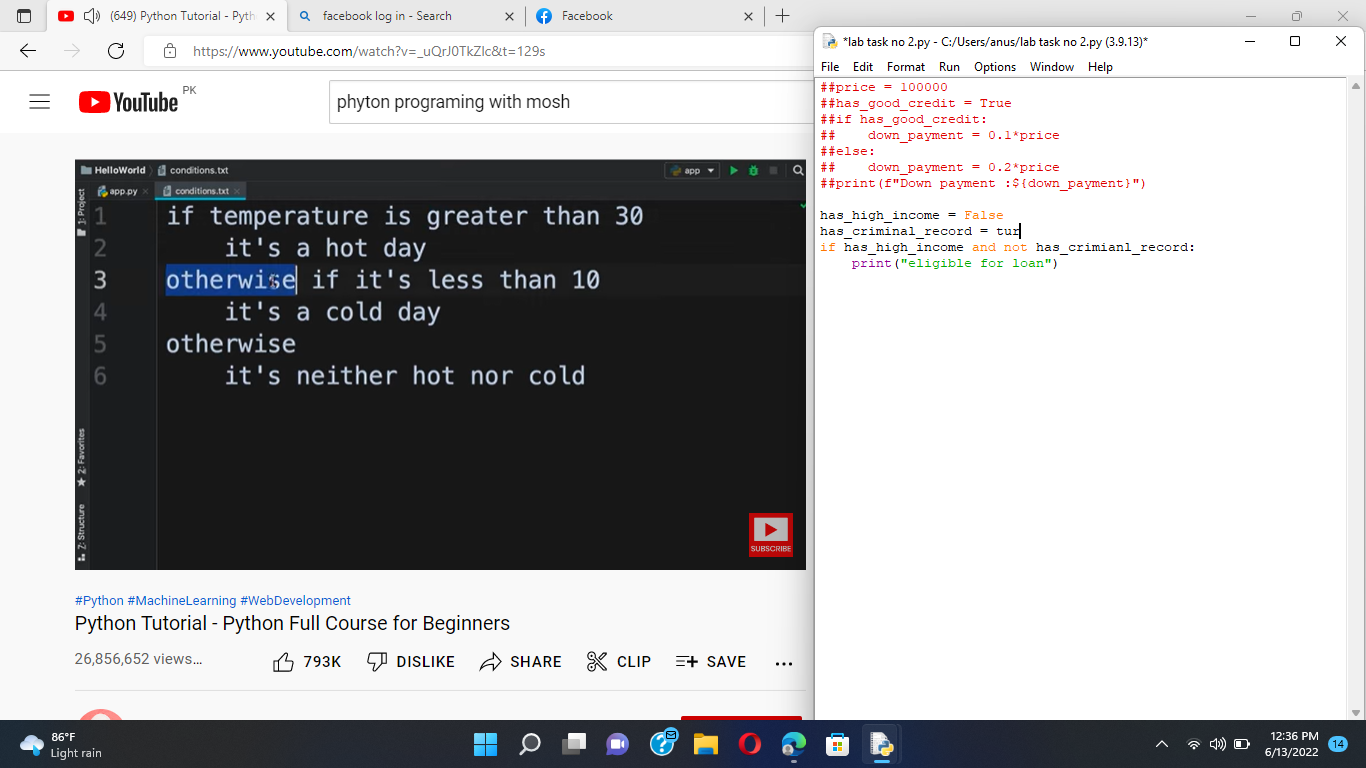 (649) Python Tutorial - Pyth
facebook log in - Search
Facebook
https://www.youtube.com/watch?v=_uQrJ0TkZlc&t=129s
YouTube PK
phyton programing with mosh
HelloWorld
conditions.txt
app
app.py
conditions.txt
1: Project
1 if temperature is greater than 30
2 it's a hot day
3 otherwise if it's less than 10
4 it's a cold day
5 otherwise
6 it's neither hot nor cold
2: Favorites
Z: Structure
SUBSCRIBE
#Python #MachineLearning #WebDevelopment
Python Tutorial - Python Full Course for Beginners
26,856,652 views...
793K
DISLIKE
SHARE
CLIP
SAVE
*lab task no 2.py - C:/Users/anus/lab task no 2.py (3.9.13)*
File Edit Format Run Options Window Help
##price = 100000
##has_good_credit = True
##if has_good_credit:
##    down_payment = 0.1*price
##else:
##    down_payment = 0.2*price
##print(f"Down payment :${down_payment}")
has_high_income = False
has_criminal_record = tur
if has_high_income and not has_crimianl_record:
    print("eligible for loan")
86°F
Light rain
12:36 PM
6/13/2022
14